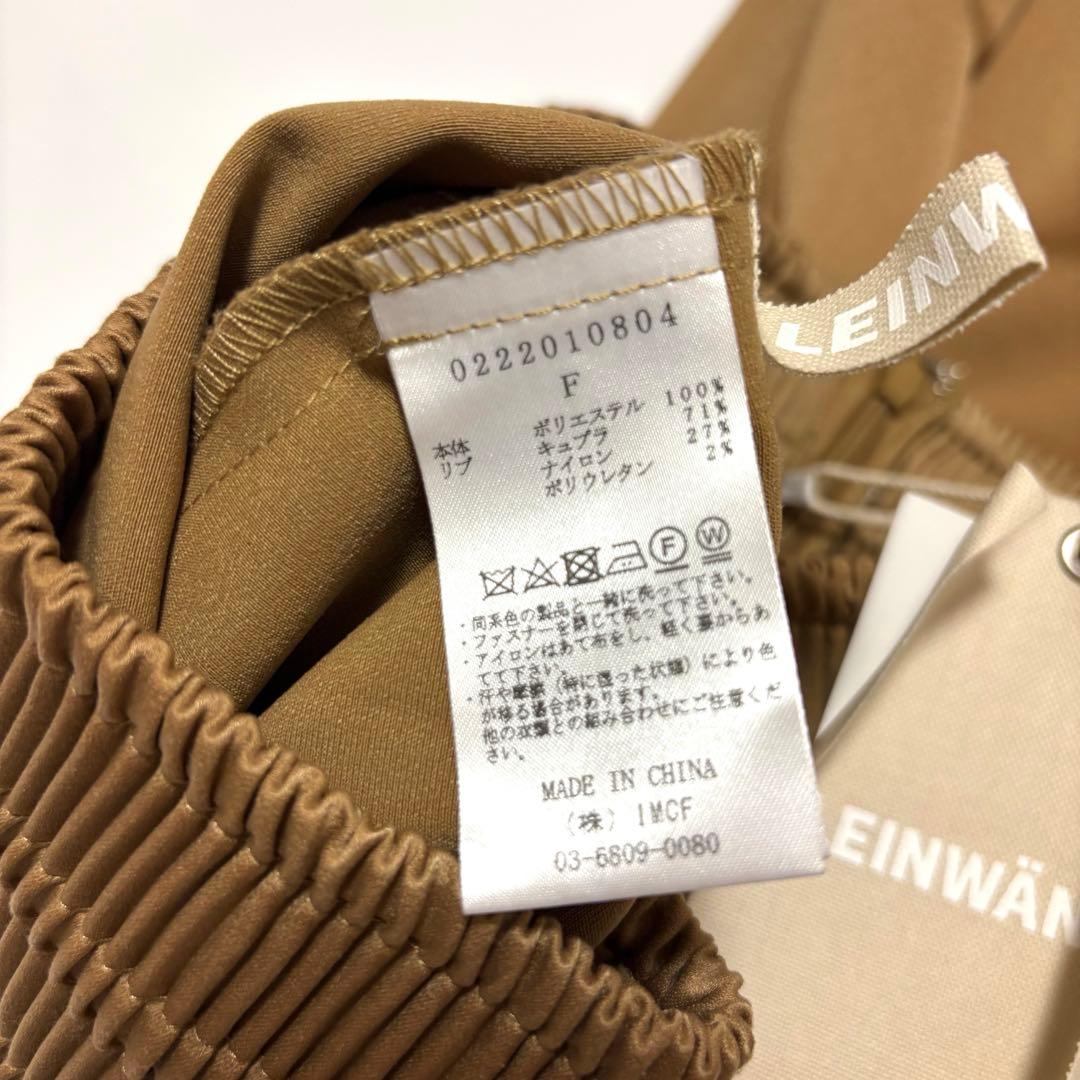 0222010804
F
本体 ポリエステル 100%
リブ キュプラ 71%
ナイロン 27%
ポリウレタン 2%
F W
・同系色の製品と一緒に洗って下さい。
・ファスナーを閉じて洗って下さい。
・アイロンはあて布をし、軽く裏からあ
てて下さい。
・汗や摩擦(特に湿った状態)により色
が移る場合があります。
他の衣類との組み合わせにご注意くだ
さい。
MADE IN CHINA
(株) IMCF
03-6809-0080
LEINW
EINWÄN